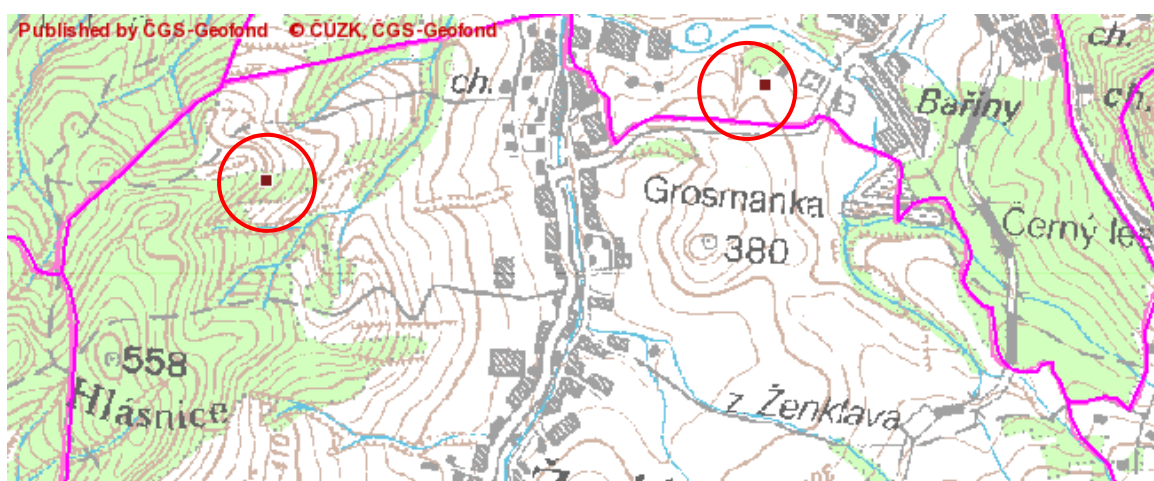 Published by ČGS-Geofond © ČÚZK, ČGS-Geofond
ch.
ch.
ch.
Bařiny
Grosmanka
380
Černý les
558
Hlásnice
z Ženklava